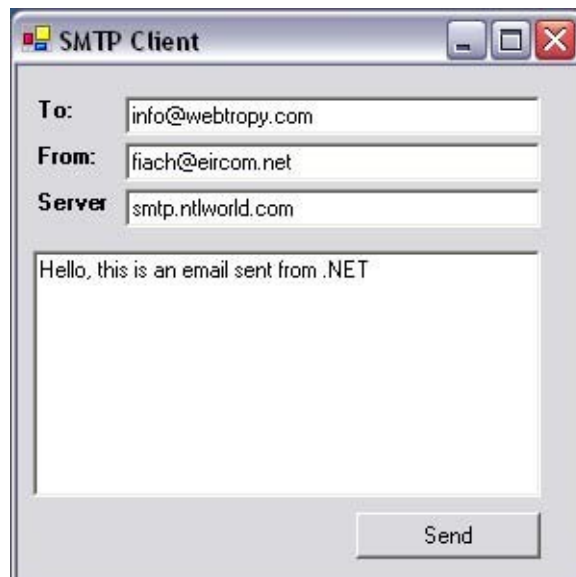 SMTP Client
To: info@webtropy.com
From: fiach@eircom.net
Server smtp.ntlworld.com
Hello, this is an email sent from .NET
Send